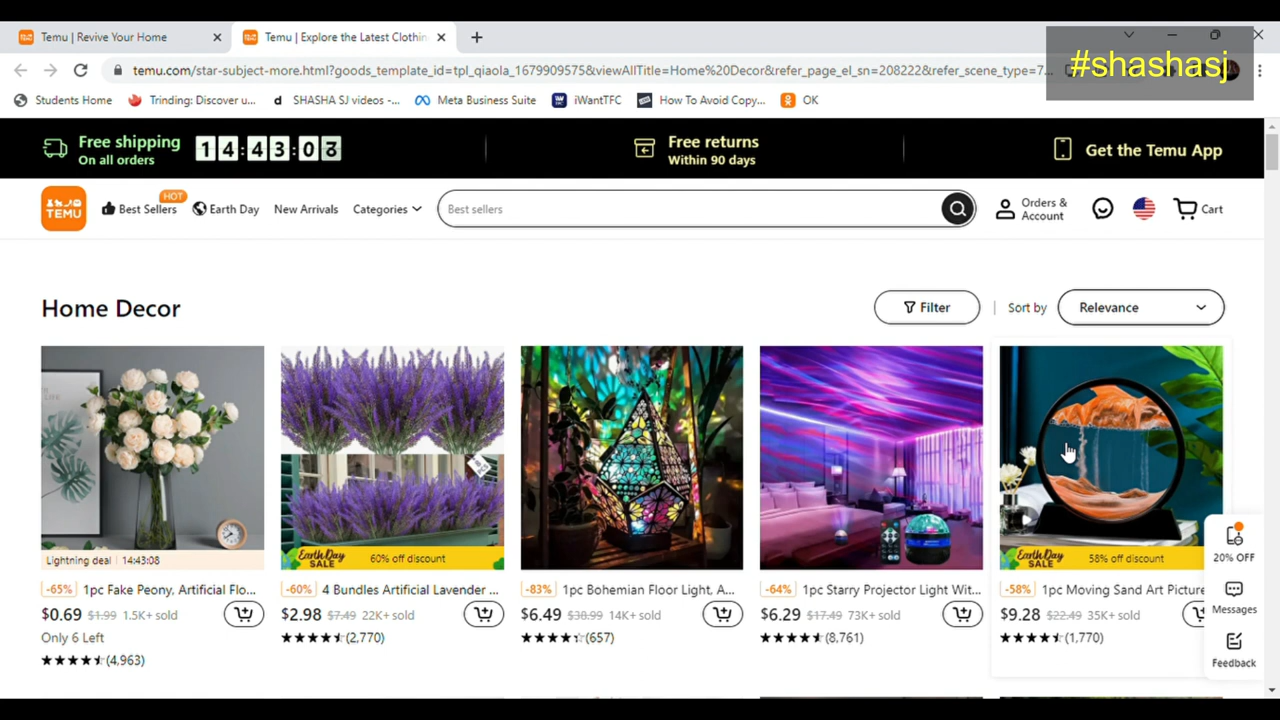 Temu | Revive Your Home
Temu | Explore the Latest Clothin
#shashasj
temu.com/star-subject-more.html?goods_template_id=tpl_qiaola_1679909575&viewAllTitle=Home%20Decor&refer_page_el_sn=208222&refer_scene_type=7...
Students Home
Trinding: Discover u...
SHASHA SJ videos -...
Meta Business Suite
iWantTFC
How To Avoid Copy...
OK
Free shipping
On all orders
14:43:08
Free returns
Within 90 days
Get the Temu App
TEMU
HOT
Best Sellers
Earth Day
New Arrivals
Categories
Best sellers
Orders &
Account
Cart
Home Decor
Filter
Sort by
Relevance
Lightning deal | 14:43:08
EarthDay
SALE
60% off discount
EarthDay
SALE
58% off discount
-65% 1pc Fake Peony, Artificial Flo...
$0.69 $1.99 1.5K+ sold
Only 6 Left
(4,963)
-60% 4 Bundles Artificial Lavender ...
$2.98 $7.49 22K+ sold
(2,770)
-83% 1pc Bohemian Floor Light, A...
$6.49 $38.99 14K+ sold
(657)
-64% 1pc Starry Projector Light Wit...
$6.29 $17.49 73K+ sold
(8,761)
-58% 1pc Moving Sand Art Picture
$9.28 $22.49 35K+ sold
(1,770)
20% OFF
Messages
Feedback